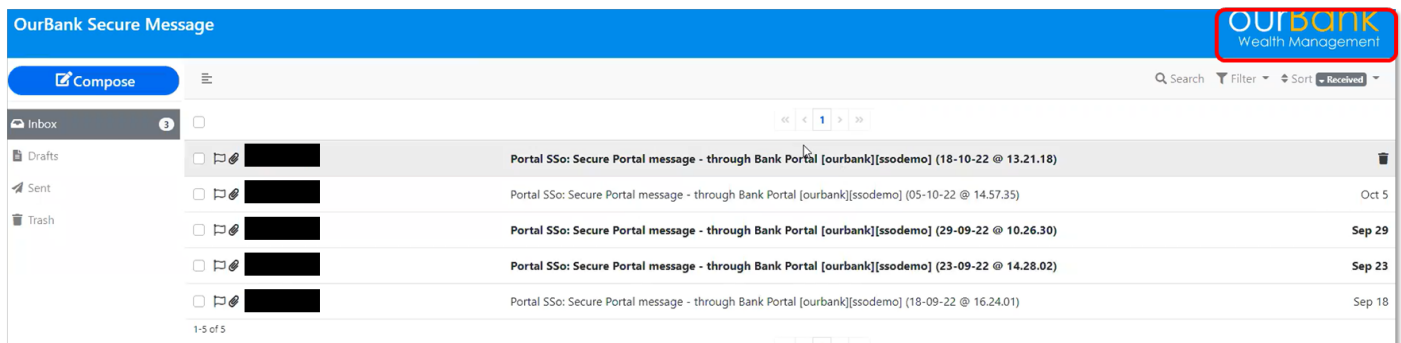 OurBank Secure Message
ourBank
Wealth Management
Compose
Search Filter Sort Received
Inbox 3
« < 1 > »
Drafts
Portal SSo: Secure Portal message - through Bank Portal [ourbank][ssodemo] (18-10-22 @ 13.21.18)
Sent
Portal SSo: Secure Portal message - through Bank Portal [ourbank][ssodemo] (05-10-22 @ 14.57.35) Oct 5
Trash
Portal SSo: Secure Portal message - through Bank Portal [ourbank][ssodemo] (29-09-22 @ 10.26.30) Sep 29
Portal SSo: Secure Portal message - through Bank Portal [ourbank][ssodemo] (23-09-22 @ 14.28.02) Sep 23
Portal SSo: Secure Portal message - through Bank Portal [ourbank][ssodemo] (18-09-22 @ 16.24.01) Sep 18
1-5 of 5